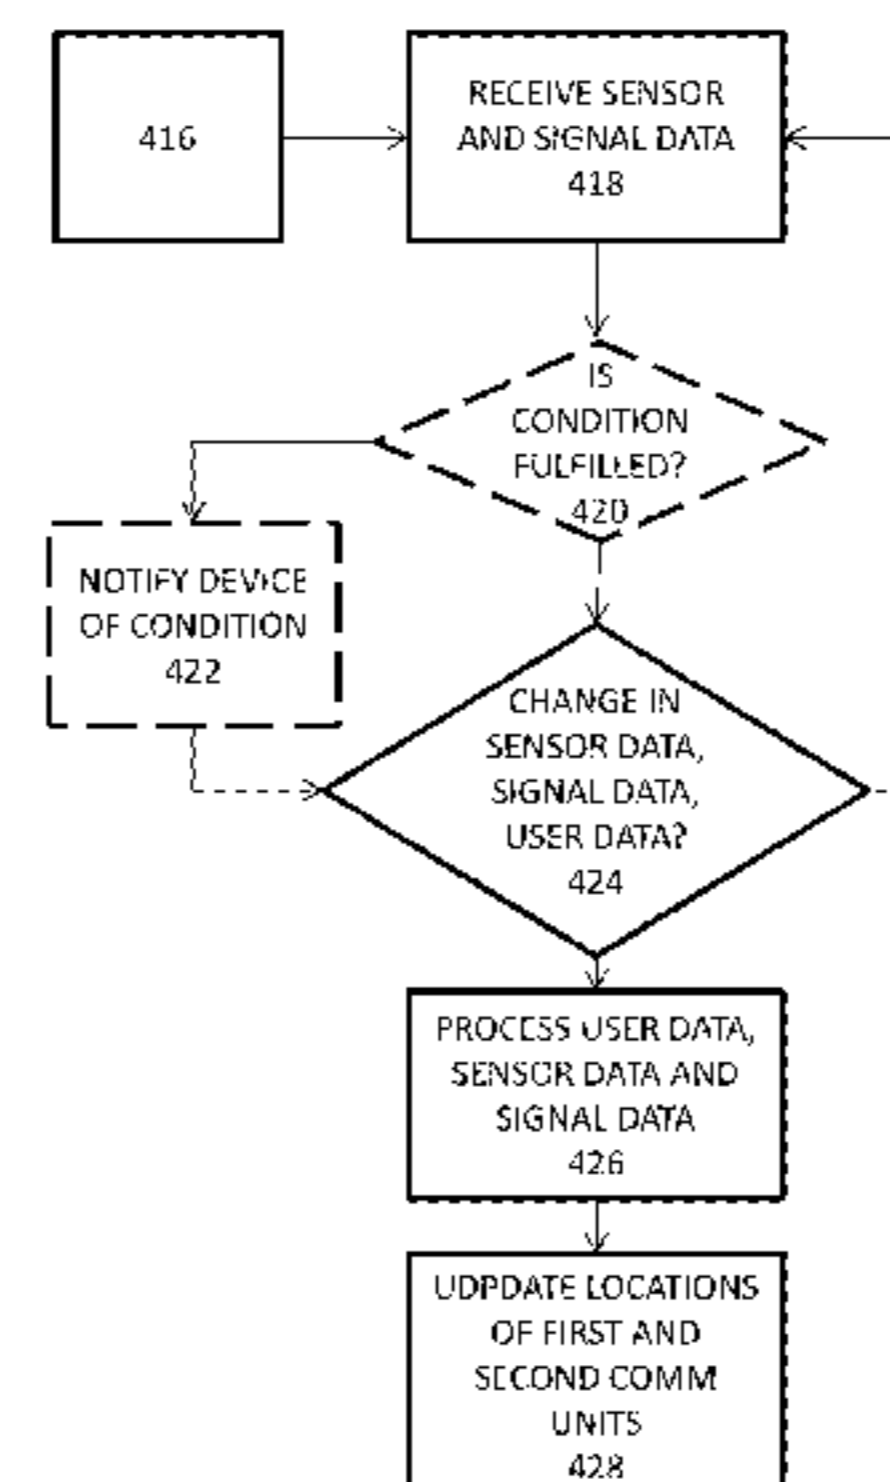 416
RECEIVE SENSOR
AND SIGNAL DATA
418
IS
CONDITION
FULFILLED?
420
NOTIFY DEVICE
OF CONDITION
422
CHANGE IN
SENSOR DATA,
SIGNAL DATA,
USER DATA?
424
PROCESS USER DATA,
SENSOR DATA AND
SIGNAL DATA
426
UDPDATE LOCATIONS
OF FIRST AND
SECOND COMM
UNITS
428